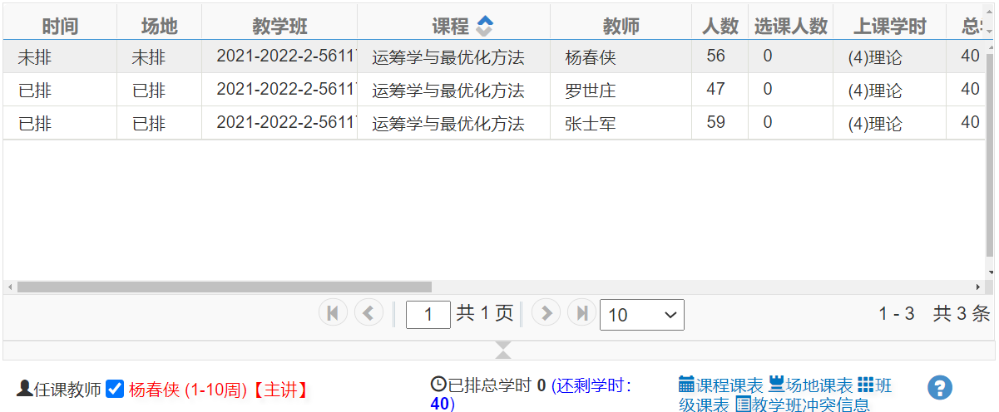 时间 场地 教学班 课程 教师 人数 选课人数 上课学时
未排 未排 2021-2022-2-5611 运筹学与最优化方法 杨春侠 56 0 (4)理论 40
已排 已排 2021-2022-2-5611 运筹学与最优化方法 罗世庄 47 0 (4)理论 40
已排 已排 2021-2022-2-5611 运筹学与最优化方法 张士军 59 0 (4)理论 40
1 共 1 页 10 1 - 3 共 3 条
任课教师 杨春侠 (1-10周)【主讲】 已排总学时 0 (还剩学时: 课程课表 场地课表 班
40) 级课表 教学班冲突信息